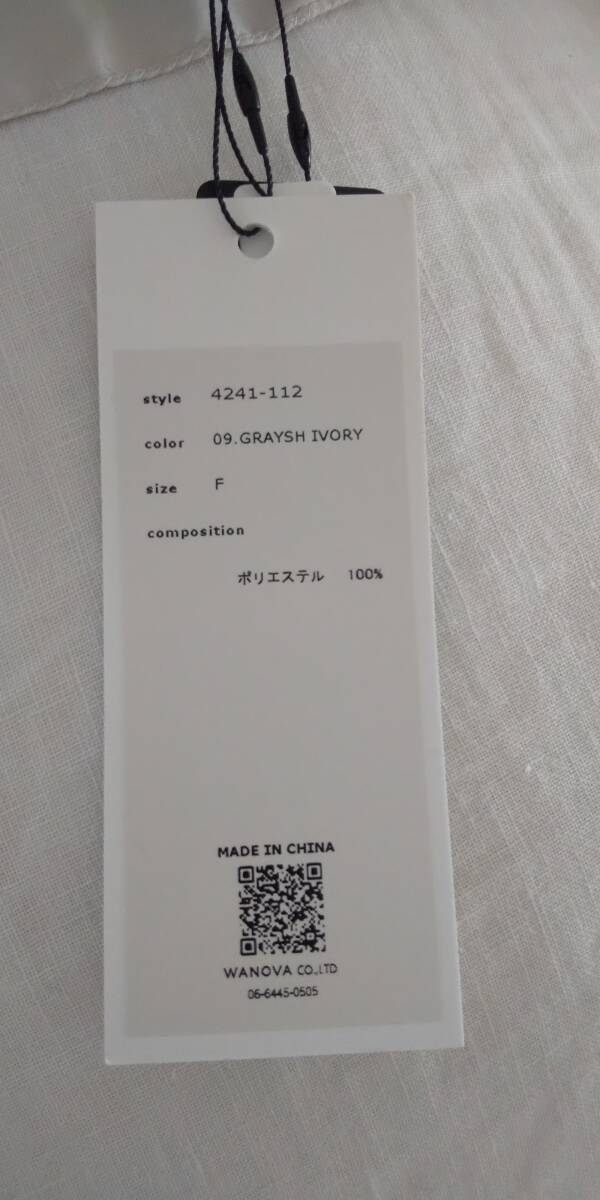 style 4241-112
color 09.GRAYSH IVORY
size F
composition
ポリエステル 100%
MADE IN CHINA
WANOVA CO.,LTD
06-6445-0505